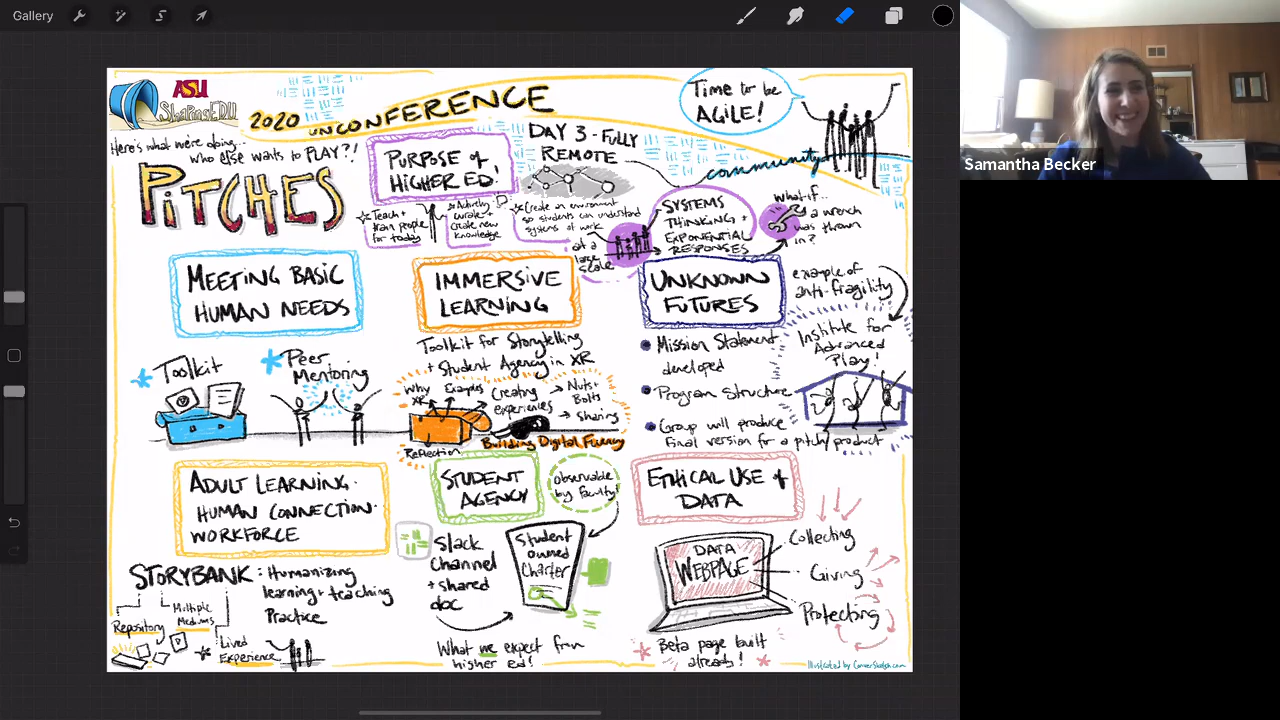 Gallery
Samantha Becker
ASU
ShapingEDU
2020 UNCONFERENCE
Time to be
AGILE!
Here's what we're doing...
who else wants to PLAY?!
PITCHES
DAY 3 - FULLY
REMOTE
community
PURPOSE of
HIGHER ED!
Teach +
train people
for today
Actively
curate +
create new
knowledge
Create an environment
so students can understand
systems at work
at a
large
scale
SYSTEMS
THINKING +
EXPONENTIAL
RESPONSES
what if...
a wrench
was thrown
in?
MEETING BASIC
HUMAN NEEDS
Toolkit
Peer
Mentoring
IMMERSIVE
LEARNING
Toolkit for Storytelling
+ Student Agency in XR
Why
XR
Examples
Creating
experiences
Nuts +
Bolts
Sharing
Reflection
Building Digital Fluency
UNKNOWN
FUTURES
Mission Statement
developed
Program Structure
Group will produce
final version for a pitch/product
example of
anti-fragility
Institute for
Advanced
Play!
ADULT LEARNING.
HUMAN CONNECTION.
WORKFORCE
STORYBANK: Humanizing
learning + teaching
Practice
Repository
Multiple
Mediums
Lived
Experience
STUDENT
AGENCY
observable
by faculty!
Slack
Channel
+ shared
doc
Student
Owned
Charter
What we expect from
higher ed!
ETHICAL USE of
DATA
DATA
WEBPAGE
Collecting
Giving
Protecting
Beta page built
already!
Illustrated by ConverSketch.com